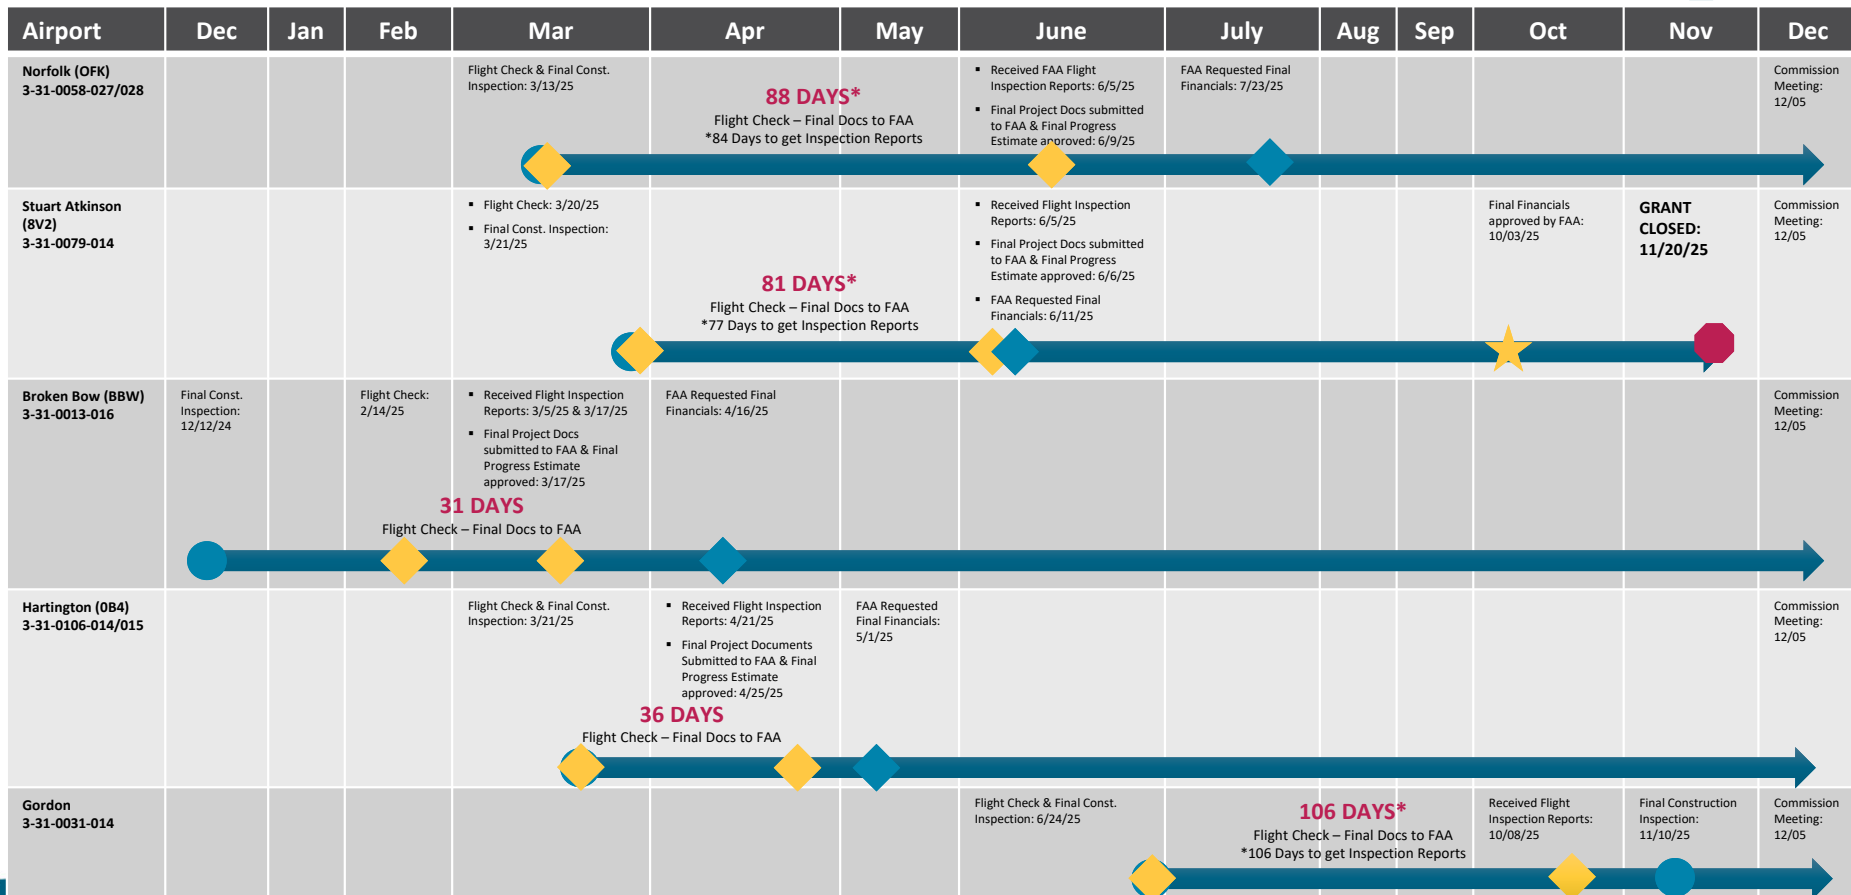 Airport
Dec
Jan
Feb
Mar
Apr
May
June
July
Aug
Sep
Oct
Nov
Dec
Norfolk (OFK)
3-31-0058-027/028
Flight Check & Final Const.
Inspection: 3/13/25
88 DAYS*
Flight Check – Final Docs to FAA
*84 Days to get Inspection Reports
▪ Received FAA Flight
Inspection Reports: 6/5/25
▪ Final Project Docs submitted
to FAA & Final Progress
Estimate approved: 6/9/25
FAA Requested Final
Financials: 7/23/25
Commission
Meeting:
12/05
Stuart Atkinson
(8V2)
3-31-0079-014
▪ Flight Check: 3/20/25
▪ Final Const. Inspection:
3/21/25
81 DAYS*
Flight Check – Final Docs to FAA
*77 Days to get Inspection Reports
▪ Received Flight Inspection
Reports: 6/5/25
▪ Final Project Docs submitted
to FAA & Final Progress
Estimate approved: 6/6/25
▪ FAA Requested Final
Financials: 6/11/25
Final Financials
approved by FAA:
10/03/25
GRANT
CLOSED:
11/20/25
Commission
Meeting:
12/05
Broken Bow (BBW)
3-31-0013-016
Final Const.
Inspection:
12/12/24
Flight Check:
2/14/25
▪ Received Flight Inspection
Reports: 3/5/25 & 3/17/25
▪ Final Project Docs
submitted to FAA & Final
Progress Estimate
approved: 3/17/25
31 DAYS
Flight Check – Final Docs to FAA
FAA Requested Final
Financials: 4/16/25
Commission
Meeting:
12/05
Hartington (0B4)
3-31-0106-014/015
Flight Check & Final Const.
Inspection: 3/21/25
▪ Received Flight Inspection
Reports: 4/21/25
▪ Final Project Documents
Submitted to FAA & Final
Progress Estimate
approved: 4/25/25
36 DAYS
Flight Check – Final Docs to FAA
FAA Requested
Final Financials:
5/1/25
Commission
Meeting:
12/05
Gordon
3-31-0031-014
Flight Check & Final Const.
Inspection: 6/24/25
106 DAYS*
Flight Check – Final Docs to FAA
*106 Days to get Inspection Reports
Received Flight
Inspection Reports:
10/08/25
Final Construction
Inspection:
11/10/25
Commission
Meeting:
12/05